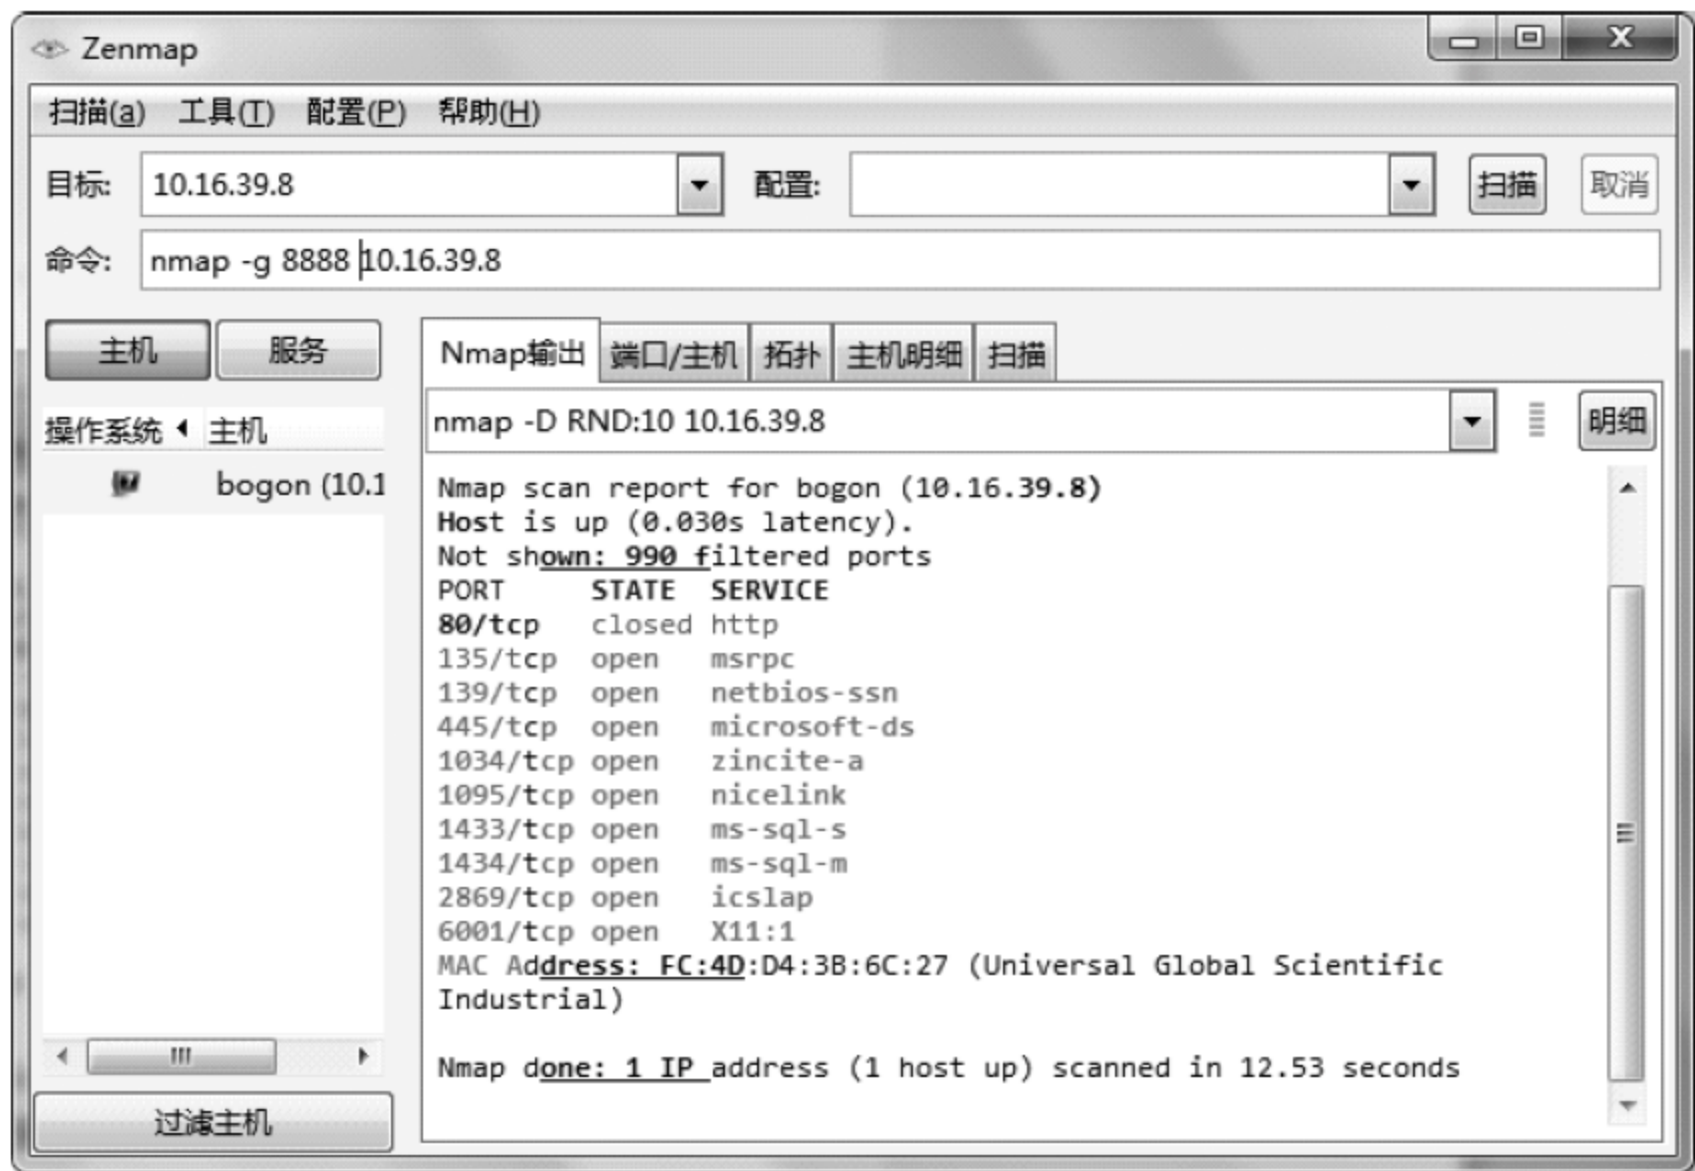 Zenmap
扫描(a) 工具(T) 配置(P) 帮助(H)
目标: 10.16.39.8 配置: 扫描 取消
命令: nmap -g 8888 10.16.39.8
主机 服务
操作系统 主机
bogon (10.1
过滤主机
Nmap输出 端口/主机 拓扑 主机明细 扫描
nmap -D RND:10 10.16.39.8 明细
Nmap scan report for bogon (10.16.39.8)
Host is up (0.030s latency).
Not shown: 990 filtered ports
PORT STATE SERVICE
80/tcp closed http
135/tcp open msrpc
139/tcp open netbios-ssn
445/tcp open microsoft-ds
1034/tcp open zincite-a
1095/tcp open nicelink
1433/tcp open ms-sql-s
1434/tcp open ms-sql-m
2869/tcp open icslap
6001/tcp open X11:1
MAC Address: FC:4D:D4:3B:6C:27 (Universal Global Scientific
Industrial)
Nmap done: 1 IP address (1 host up) scanned in 12.53 seconds